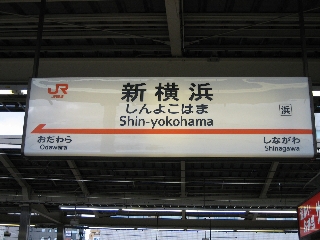 JR
新横浜
しんよこはま
Shin-yokohama
浜
おだわら
Odawara
しながわ
Shinagawa